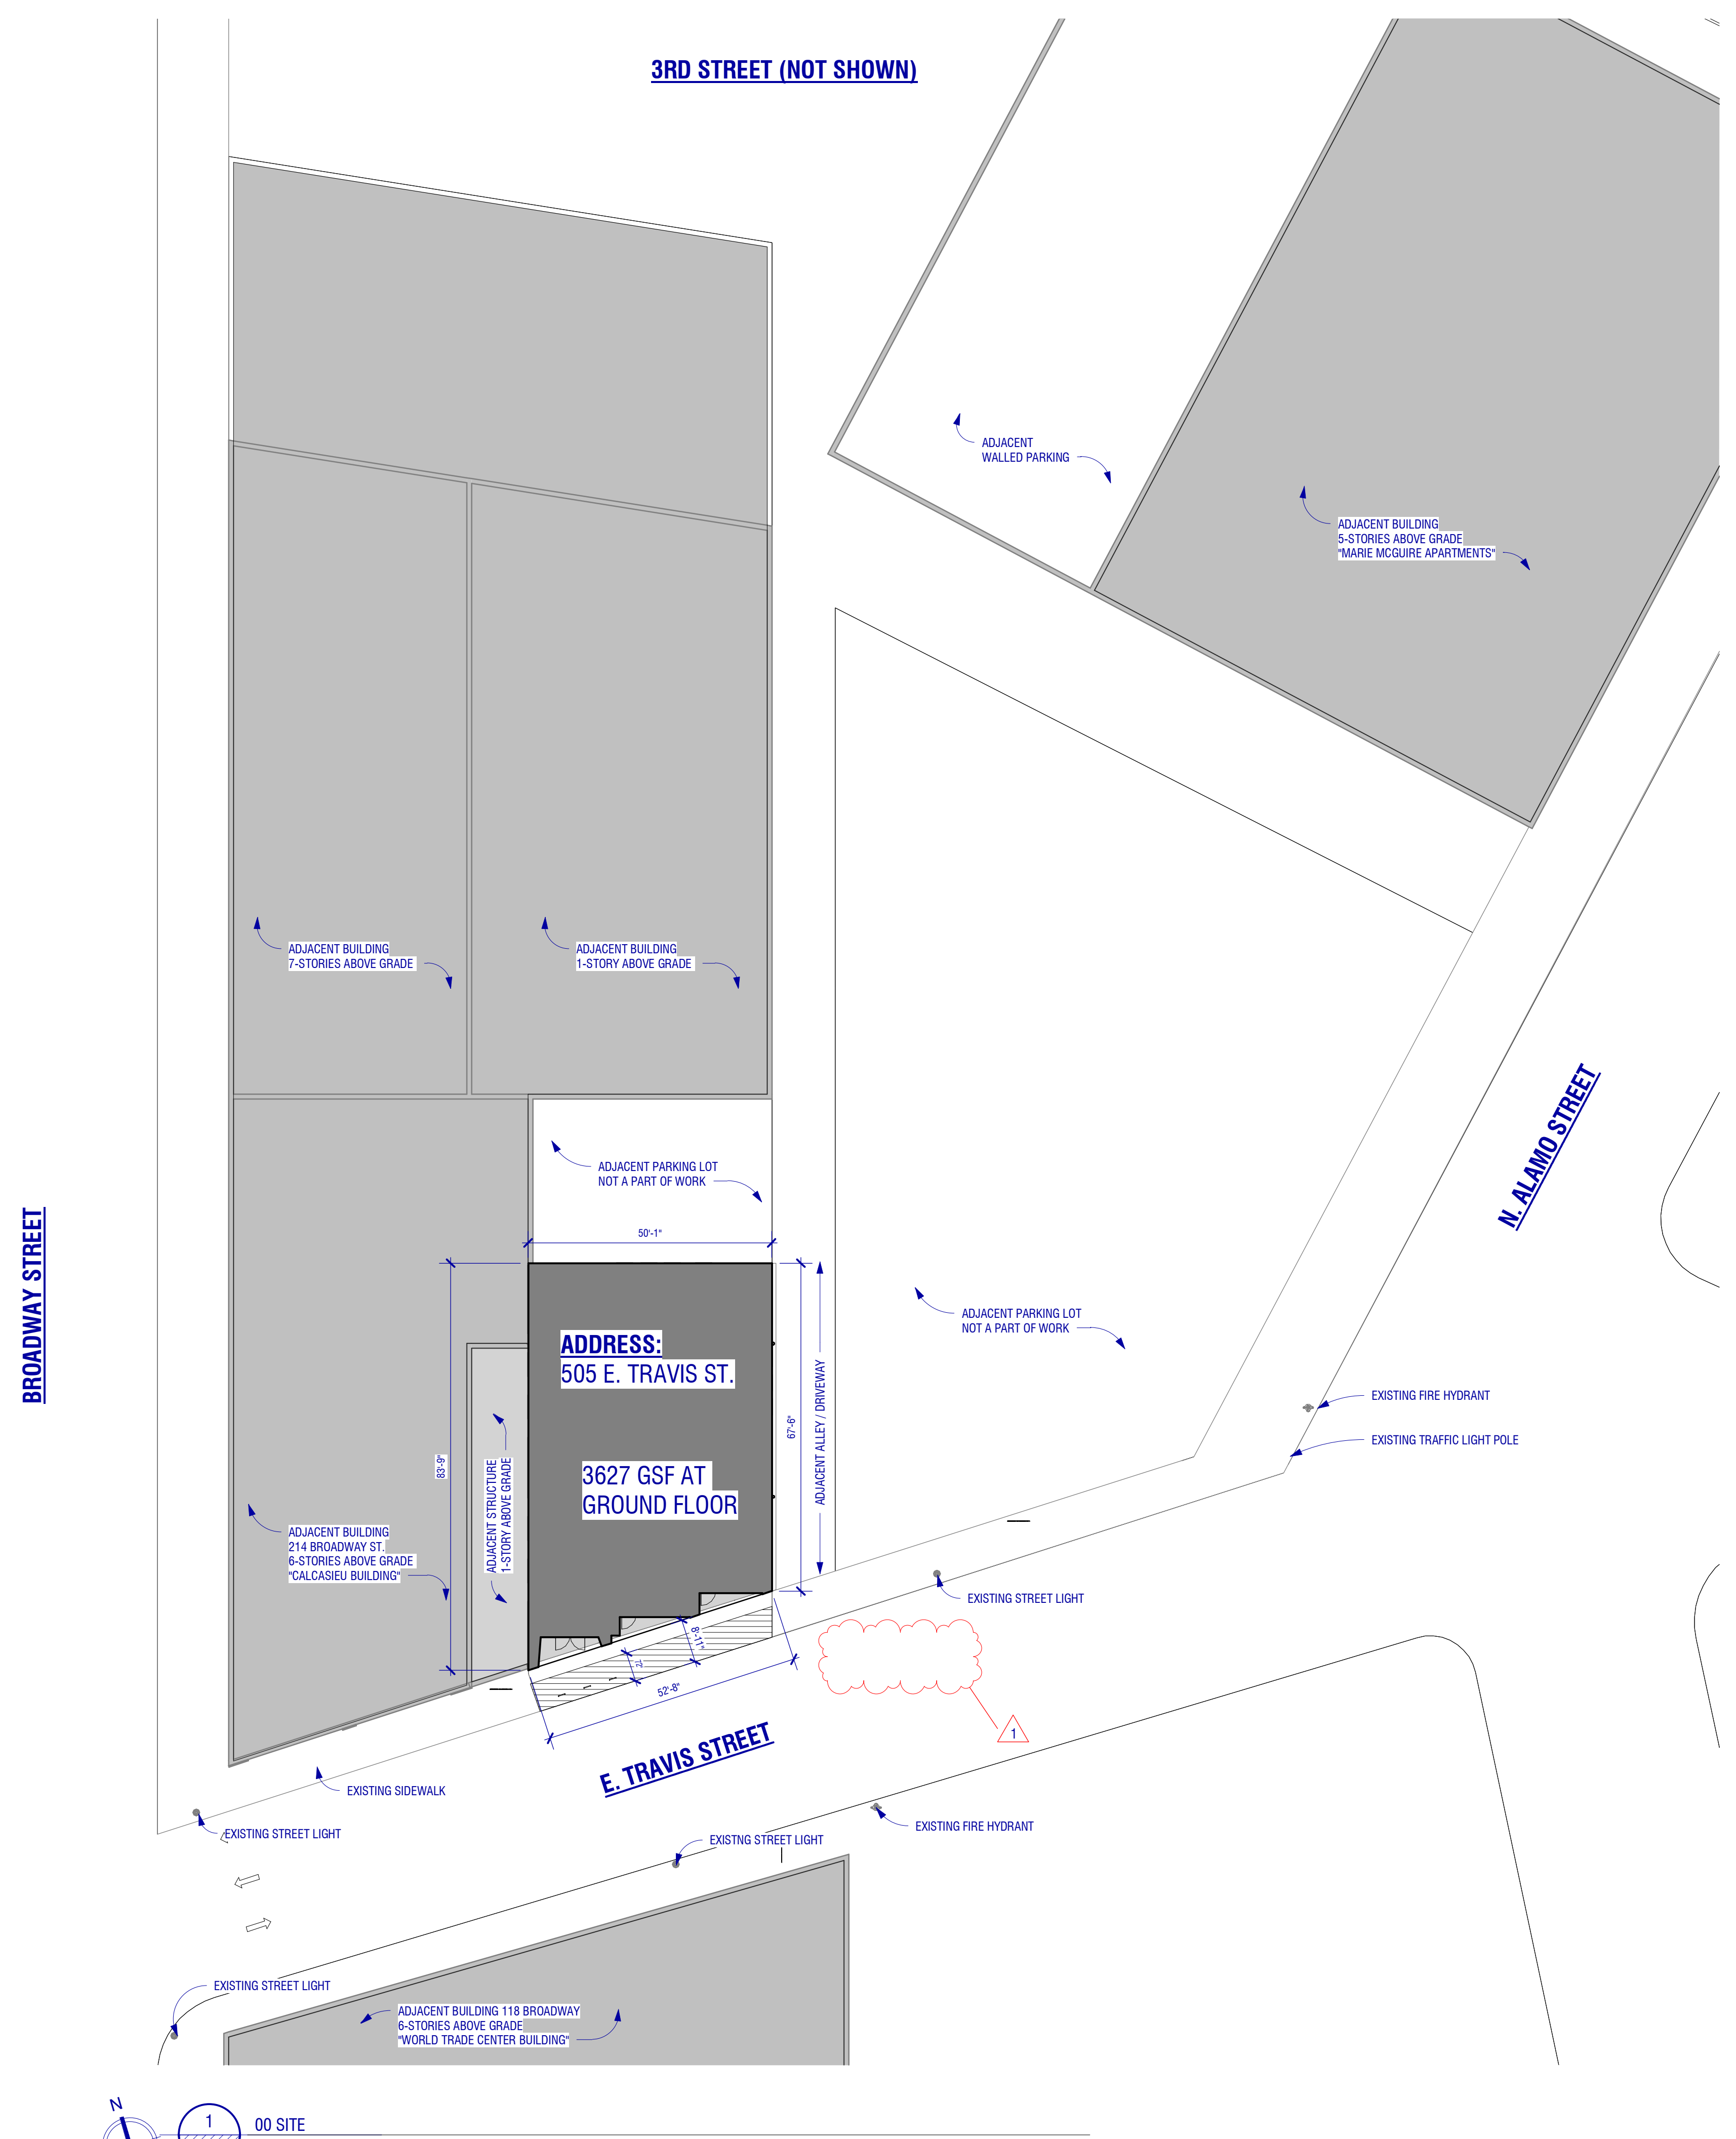 3RD STREET (NOT SHOWN)
ADJACENT
WALLED PARKING
ADJACENT BUILDING
5-STORIES ABOVE GRADE
"MARIE MCGUIRE APARTMENTS"
ADJACENT BUILDING
7-STORIES ABOVE GRADE
ADJACENT BUILDING
1-STORY ABOVE GRADE
N. ALAMO STREET
BROADWAY STREET
ADJACENT PARKING LOT
NOT A PART OF WORK
50'-1"
ADDRESS:
505 E. TRAVIS ST.
3627 GSF AT
GROUND FLOOR
83'-9"
67'-6"
ADJACENT ALLEY / DRIVEWAY
ADJACENT STRUCTURE
1-STORY ABOVE GRADE
ADJACENT PARKING LOT
NOT A PART OF WORK
EXISTING FIRE HYDRANT
EXISTING TRAFFIC LIGHT POLE
ADJACENT BUILDING
214 BROADWAY ST.
6-STORIES ABOVE GRADE
"CALCASIEU BUILDING"
EXISTING STREET LIGHT
8'-11"
7'
52'-8"
1
E. TRAVIS STREET
EXISTING SIDEWALK
EXISTING STREET LIGHT
EXISTNG STREET LIGHT
EXISTING FIRE HYDRANT
EXISTING STREET LIGHT
ADJACENT BUILDING 118 BROADWAY
6-STORIES ABOVE GRADE
"WORLD TRADE CENTER BUILDING"
N
1
00 SITE